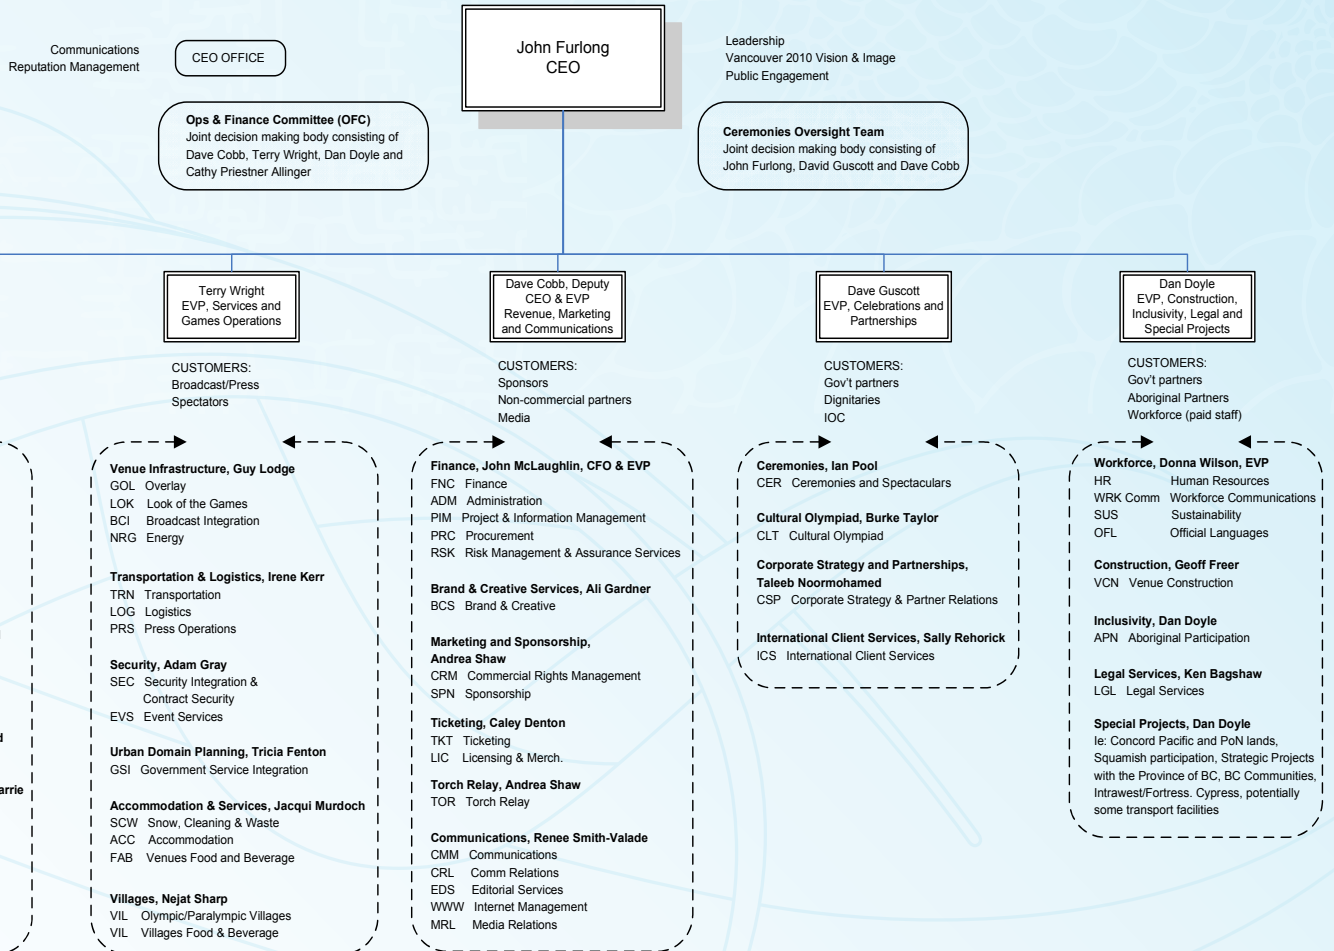 Communications
Reputation Management
CEO OFFICE
John Furlong
CEO
Leadership
Vancouver 2010 Vision & Image
Public Engagement
Ops & Finance Committee (OFC)
Joint decision making body consisting of
Dave Cobb, Terry Wright, Dan Doyle and
Cathy Priestner Allinger
Ceremonies Oversight Team
Joint decision making body consisting of
John Furlong, David Guscott and Dave Cobb
Terry Wright
EVP, Services and
Games Operations
CUSTOMERS:
Broadcast/Press
Spectators
Venue Infrastructure, Guy Lodge
GOL Overlay
LOK Look of the Games
BCI Broadcast Integration
NRG Energy
Transportation & Logistics, Irene Kerr
TRN Transportation
LOG Logistics
PRS Press Operations
Security, Adam Gray
SEC Security Integration &
Contract Security
EVS Event Services
Urban Domain Planning, Tricia Fenton
GSI Government Service Integration
Accommodation & Services, Jacqui Murdoch
SCW Snow, Cleaning & Waste
ACC Accommodation
FAB Venues Food and Beverage
Villages, Nejat Sharp
VIL Olympic/Paralympic Villages
VIL Villages Food & Beverage
Dave Cobb, Deputy
CEO & EVP
Revenue, Marketing
and Communications
CUSTOMERS:
Sponsors
Non-commercial partners
Media
Finance, John McLaughlin, CFO & EVP
FNC Finance
ADM Administration
PIM Project & Information Management
PRC Procurement
RSK Risk Management & Assurance Services
Brand & Creative Services, Ali Gardner
BCS Brand & Creative
Marketing and Sponsorship,
Andrea Shaw
CRM Commercial Rights Management
SPN Sponsorship
Ticketing, Caley Denton
TKT Ticketing
LIC Licensing & Merch.
Torch Relay, Andrea Shaw
TOR Torch Relay
Communications, Renee Smith-Valade
CMM Communications
CRL Comm Relations
EDS Editorial Services
WWW Internet Management
MRL Media Relations
Dave Guscott
EVP, Celebrations and
Partnerships
CUSTOMERS:
Gov't partners
Dignitaries
IOC
Ceremonies, Ian Pool
CER Ceremonies and Spectaculars
Cultural Olympiad, Burke Taylor
CLT Cultural Olympiad
Corporate Strategy and Partnerships,
Taleeb Noormohamed
CSP Corporate Strategy & Partner Relations
International Client Services, Sally Rehorick
ICS International Client Services
Dan Doyle
EVP, Construction,
Inclusivity, Legal and
Special Projects
CUSTOMERS:
Gov't partners
Aboriginal Partners
Workforce (paid staff)
Workforce, Donna Wilson, EVP
HR Human Resources
WRK Comm Workforce Communications
SUS Sustainability
OFL Official Languages
Construction, Geoff Freer
VCN Venue Construction
Inclusivity, Dan Doyle
APN Aboriginal Participation
Legal Services, Ken Bagshaw
LGL Legal Services
Special Projects, Dan Doyle
Ie: Concord Pacific and PoN lands,
Squamish participation, Strategic Projects
with the Province of BC, BC Communities,
Intrawest/Fortress. Cypress, potentially
some transport facilities